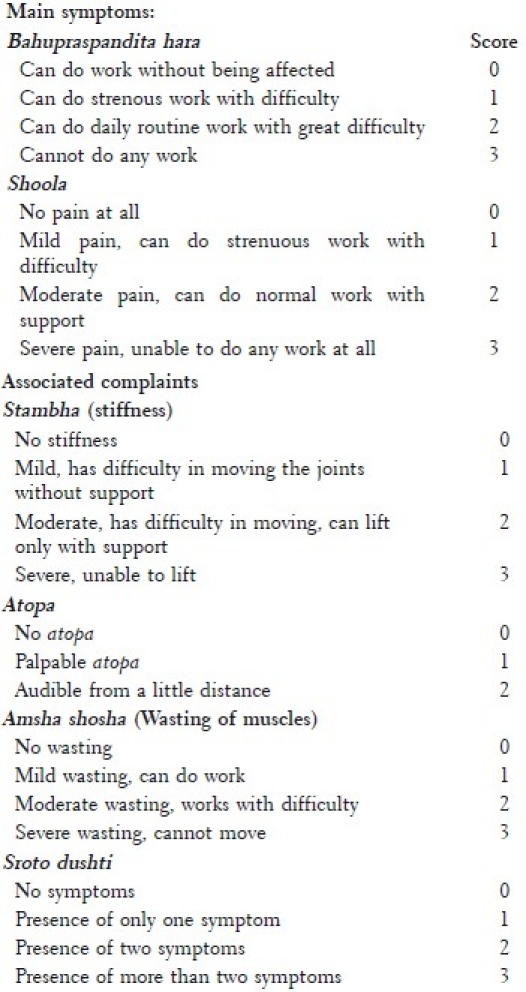 Main symptoms:
Bahupraspandita hara Score
Can do work without being affected 0
Can do strenous work with difficulty 1
Can do daily routine work with great difficulty 2
Cannot do any work 3
Shoola
No pain at all 0
Mild pain, can do strenuous work with 1
difficulty
Moderate pain, can do normal work with 2
support
Severe pain, unable to do any work at all 3
Associated complaints
Stambha (stiffness)
No stiffness 0
Mild, has difficulty in moving the joints 1
without support
Moderate, has difficulty in moving, can lift 2
only with support
Severe, unable to lift 3
Atopa
No atopa 0
Palpable atopa 1
Audible from a little distance 2
Amsha shosha (Wasting of muscles)
No wasting 0
Mild wasting, can do work 1
Moderate wasting, works with difficulty 2
Severe wasting, cannot move 3
Sroto dushti
No symptoms 0
Presence of only one symptom 1
Presence of two symptoms 2
Presence of more than two symptoms 3